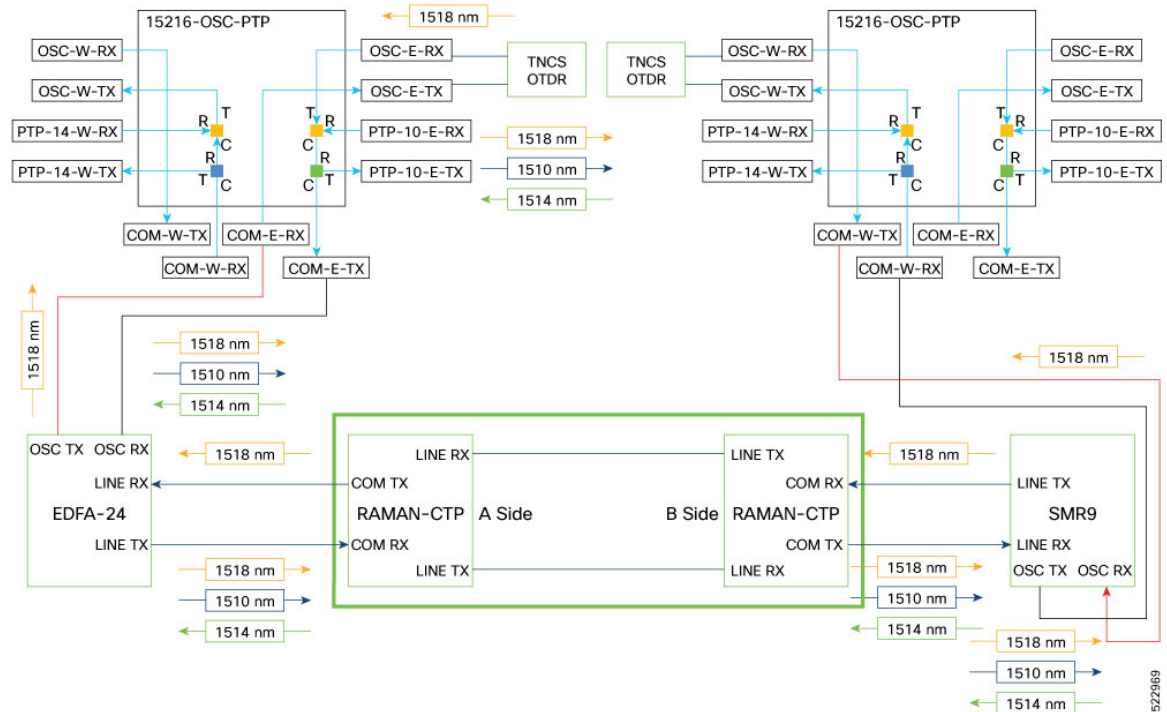 15216-OSC-PTP
1518 nm
15216-OSC-PTP
OSC-W-RX
OSC-E-RX
TNCS
OTDR
TNCS
OTDR
OSC-W-RX
OSC-E-RX
OSC-W-TX
T
T
OSC-E-TX
OSC-W-TX
T
T
OSC-E-TX
PTP-14-W-RX
R
R
PTP-10-E-RX
1518 nm
PTP-14-W-RX
R
R
PTP-10-E-RX
C
C
C
C
R
R
R
R
PTP-14-W-TX
T
C
C
T
PTP-10-E-TX
1510 nm
PTP-14-W-TX
T
C
C
T
PTP-10-E-TX
1514 nm
COM-W-TX
COM-E-RX
COM-W-TX
COM-E-RX
COM-W-RX
COM-E-TX
COM-W-RX
COM-E-TX
1518 nm
1518 nm
1510 nm
1514 nm
1518 nm
OSC TX
OSC RX
LINE RX
EDFA-24
LINE TX
1518 nm
LINE RX
COM TX
RAMAN-CTP
COM RX
LINE TX
A Side
B Side
LINE TX
COM RX
RAMAN-CTP
COM TX
LINE RX
1518 nm
LINE TX
SMR9
LINE RX
OSC TX
OSC RX
1518 nm
1510 nm
1514 nm
1518 nm
1510 nm
1514 nm
1518 nm
1510 nm
1514 nm
522969